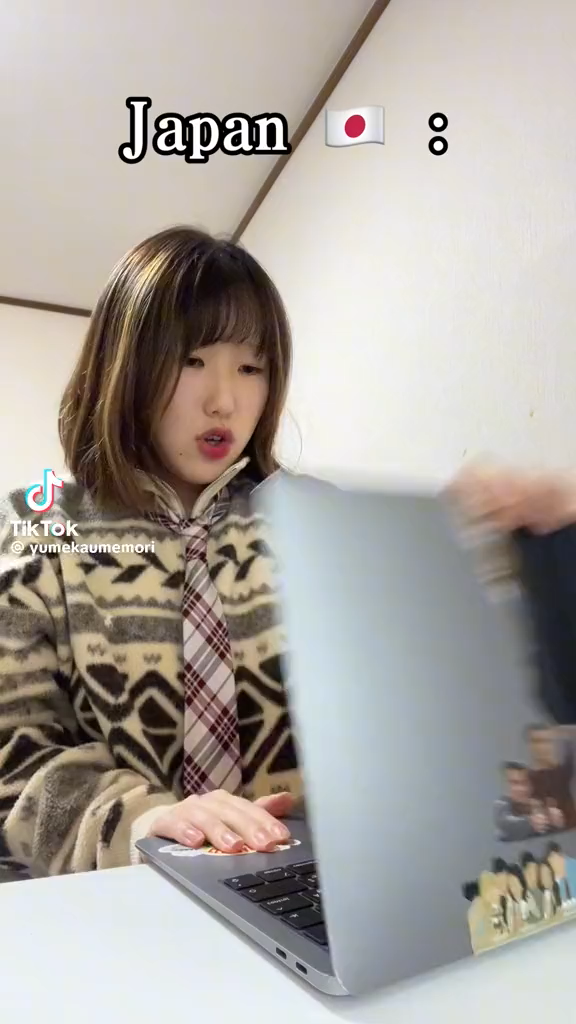 Japan 🇯🇵 :
TikTok
@ yumekaumemori